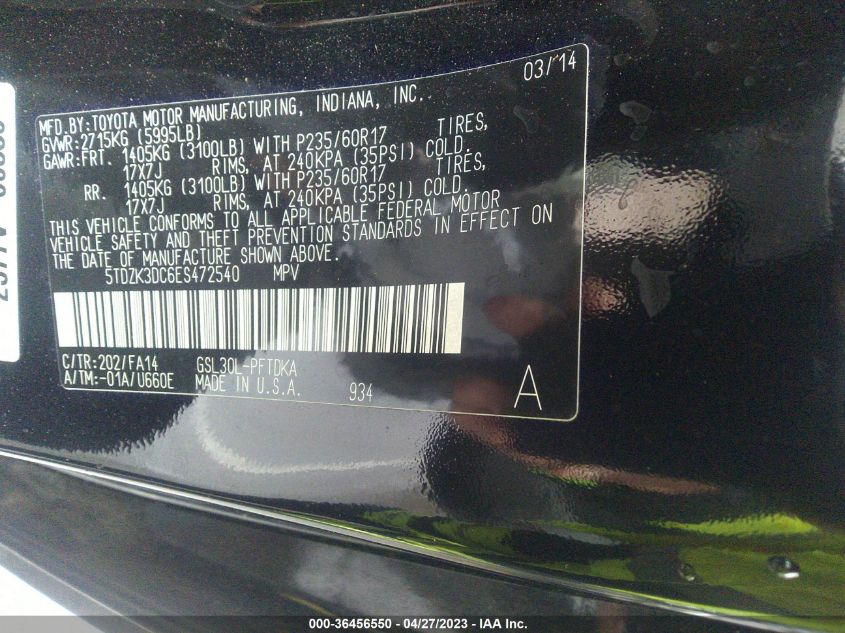 03/14
MFD.BY:TOYOTA MOTOR MANUFACTURING, INDIANA, INC.
GVWR:2715KG (5995LB)
GAWR:FRT. 1405KG (3100LB) WITH P235/60R17 TIRES,
17X7J RIMS, AT 240KPA (35PSI) COLD.
RR. 1405KG (3100LB) WITH P235/60R17 TIRES,
17X7J RIMS, AT 240KPA (35PSI) COLD.
THIS VEHICLE CONFORMS TO ALL APPLICABLE FEDERAL MOTOR
VEHICLE SAFETY AND THEFT PREVENTION STANDARDS IN EFFECT ON
THE DATE OF MANUFACTURE SHOWN ABOVE.
5TDZK3DC6ES472540 MPV
C/TR:202/FA14 GSL30L-PFTDKA
A/TM:-01A/U660E MADE IN U.S.A. 934
A
000-36456550 / 04/27/2023 - IAA Inc.